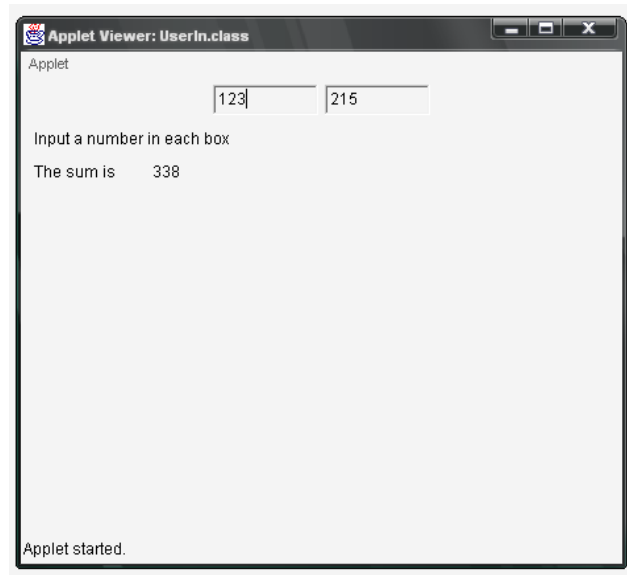 Applet Viewer: UserIn.class
Applet
123 215
Input a number in each box
The sum is 338
Applet started.